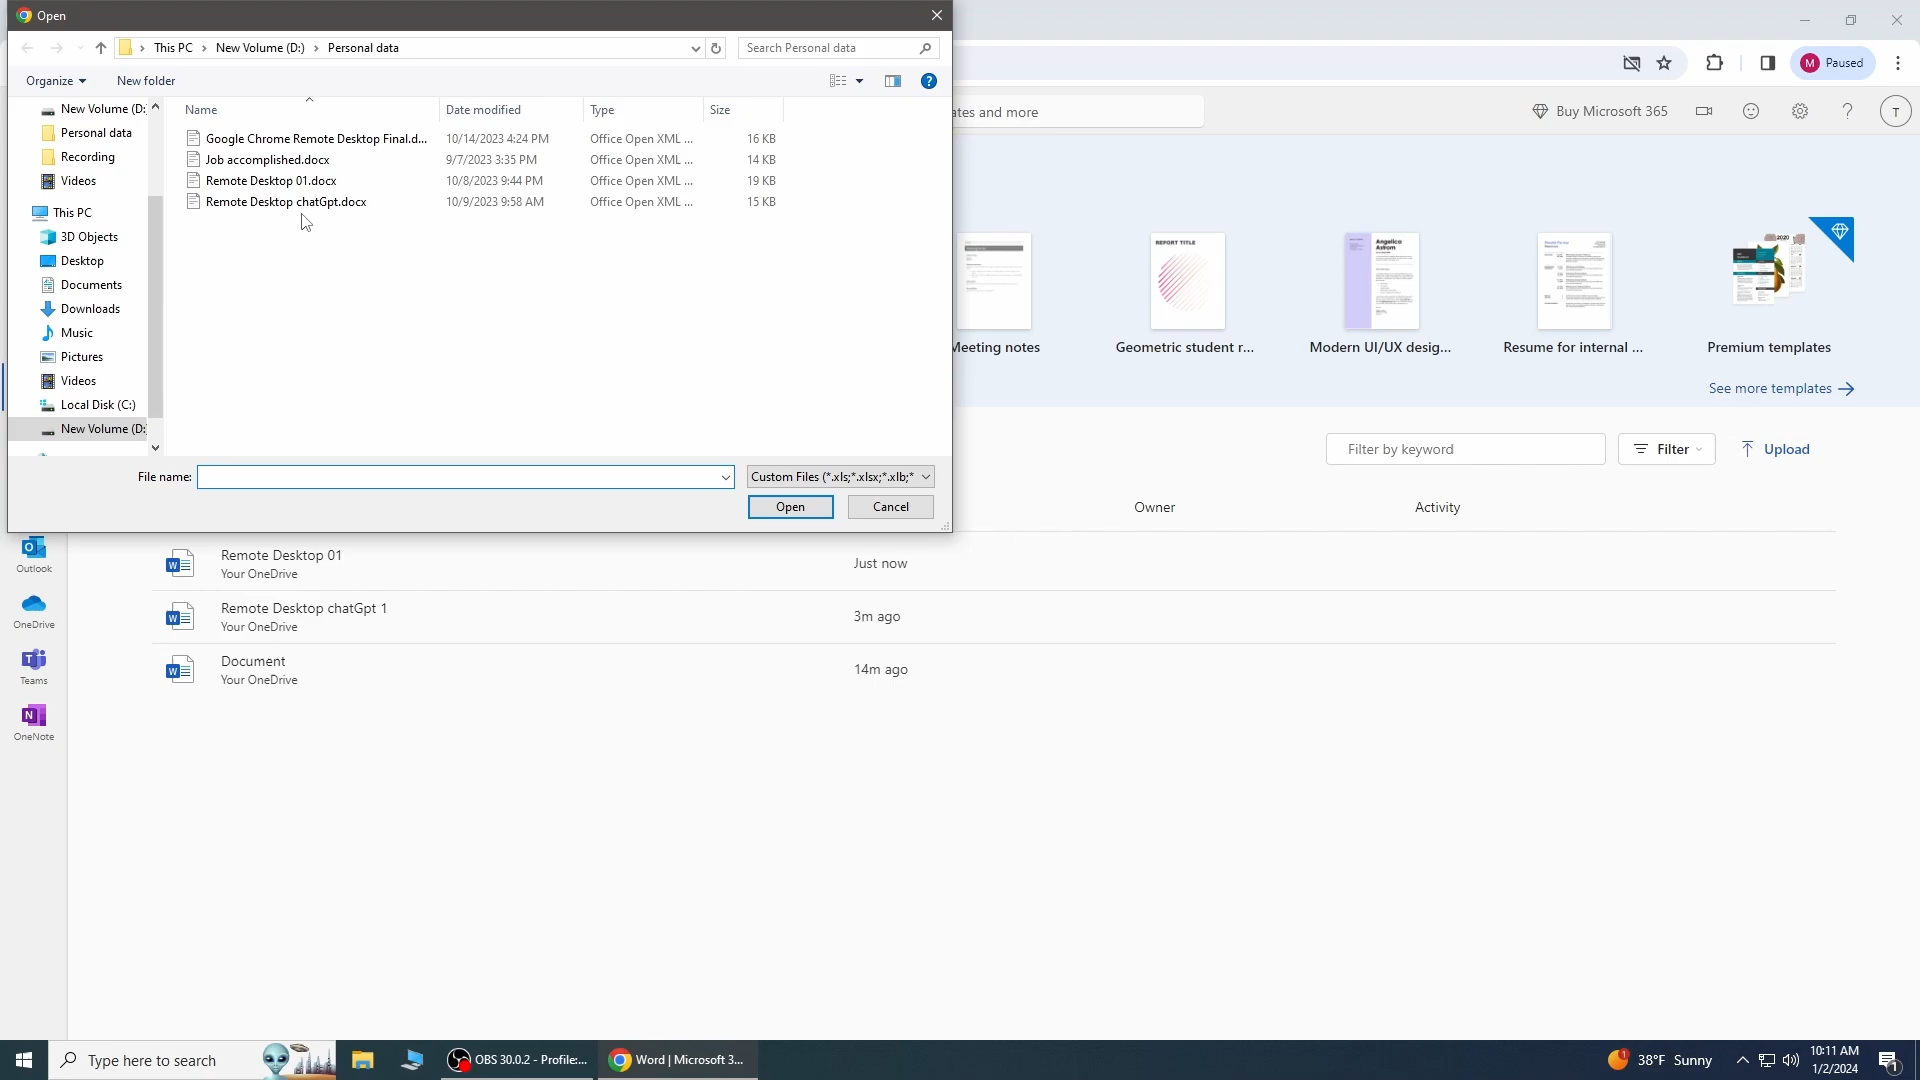 Open
This PC > New Volume (D:) > Personal data
Search Personal data
Organize
New folder
Name
Date modified
Type
Size
Google Chrome Remote Desktop Final.d... 10/14/2023 4:24 PM Office Open XML ... 16 KB
Job accomplished.docx 9/7/2023 3:35 PM Office Open XML ... 14 KB
Remote Desktop 01.docx 10/8/2023 9:44 PM Office Open XML ... 19 KB
Remote Desktop chatGpt.docx 10/9/2023 9:58 AM Office Open XML ... 15 KB
New Volume (D:
Personal data
Recording
Videos
This PC
3D Objects
Desktop
Documents
Downloads
Music
Pictures
Videos
Local Disk (C:)
New Volume (D:
File name:
Custom Files (*.xls;*.xlsx;*.xlb;*
Open
Cancel
M Paused
ates and more
Buy Microsoft 365
T
REPORT TITLE
Angelica
Astrom
2020
Meeting notes
Geometric student r...
Modern UI/UX desig...
Resume for internal ...
Premium templates
See more templates
Filter by keyword
Filter
Upload
Owner
Activity
Remote Desktop 01
Your OneDrive
Just now
Remote Desktop chatGpt 1
Your OneDrive
3m ago
Document
Your OneDrive
14m ago
Outlook
OneDrive
Teams
OneNote
Type here to search
OBS 30.0.2 - Profile:...
Word | Microsoft 3...
38°F Sunny
10:11 AM
1/2/2024
1